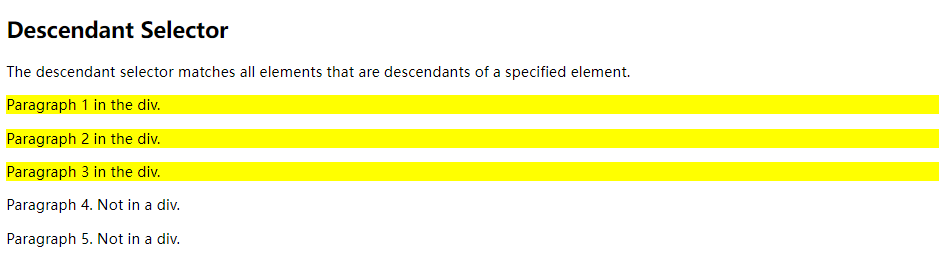 Descendant Selector
The descendant selector matches all elements that are descendants of a specified element.
Paragraph 1 in the div.
Paragraph 2 in the div.
Paragraph 3 in the div.
Paragraph 4. Not in a div.
Paragraph 5. Not in a div.